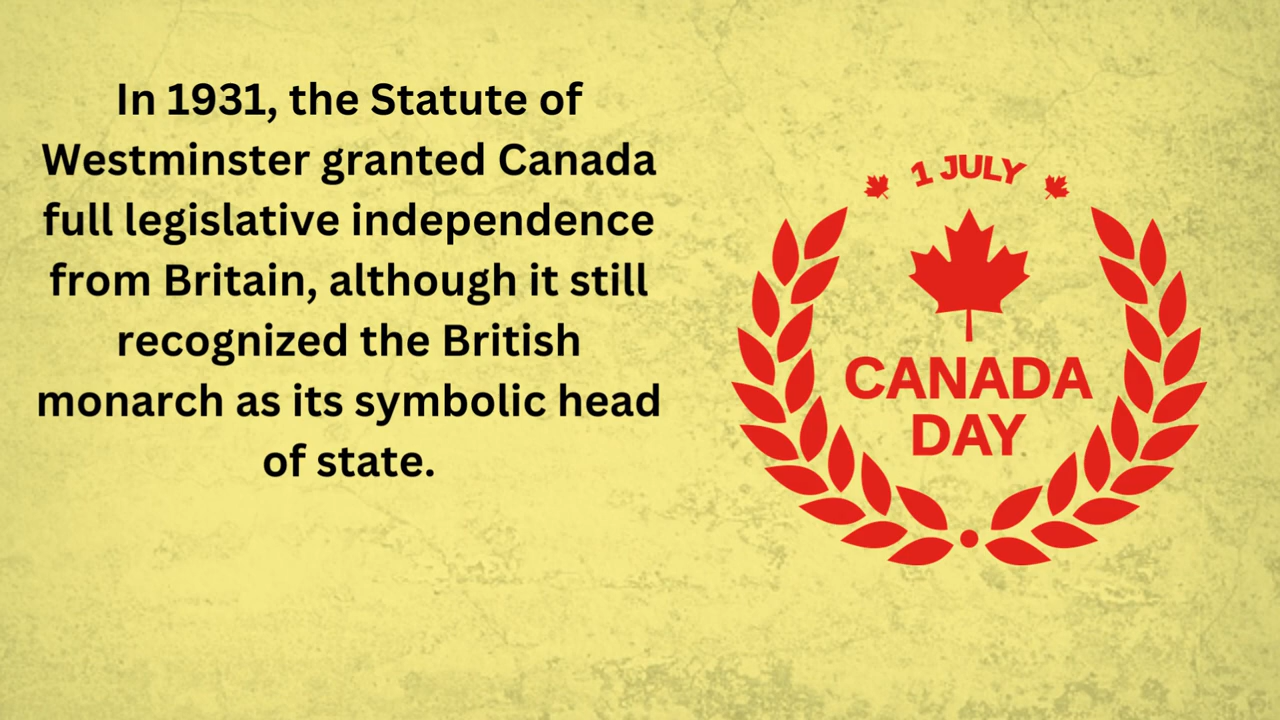 In 1931, the Statute of
Westminster granted Canada
full legislative independence
from Britain, although it still
recognized the British
monarch as its symbolic head
of state.
1 JULY
CANADA
DAY